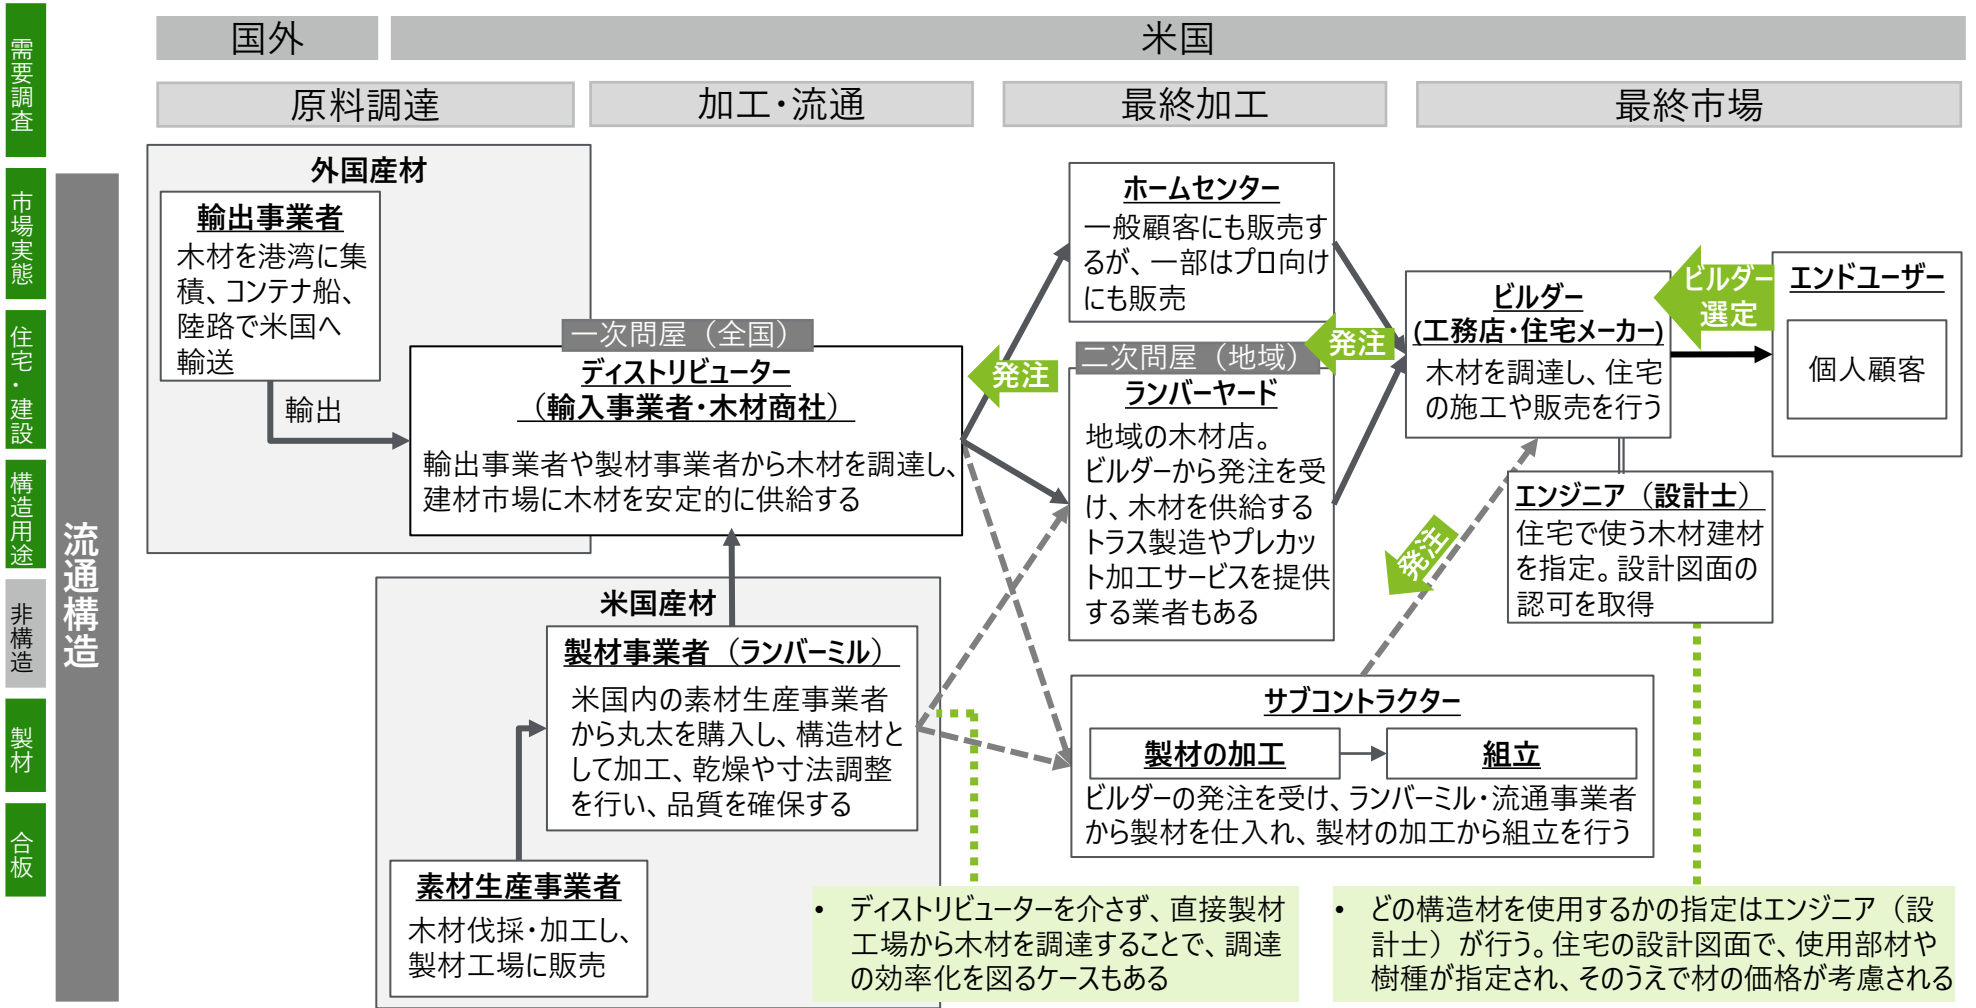 需要調査
市場実態
住宅・建設
構造用途
非構造
製材
合板
流通構造
国外
米国
原料調達
加工・流通
最終加工
最終市場
外国産材
輸出事業者
木材を港湾に集
積、コンテナ船、
陸路で米国へ
輸送
輸出
一次問屋（全国）
ディストリビューター
（輸入事業者・木材商社）
輸出事業者や製材事業者から木材を調達し、
建材市場に木材を安定的に供給する
米国産材
製材事業者（ランバーミル）
米国内の素材生産事業者
から丸太を購入し、構造材と
して加工、乾燥や寸法調整
を行い、品質を確保する
素材生産事業者
木材伐採・加工し、
製材工場に販売
発注
ホームセンター
一般顧客にも販売す
るが、一部はプロ向け
にも販売
二次問屋（地域）
ランバーヤード
地域の木材店。
ビルダーから発注を受
け、木材を供給する
トラス製造やプレカッ
ト加工サービスを提供
する業者もある
発注
発注
サブコントラクター
製材の加工
組立
ビルダーの発注を受け、ランバーミル・流通事業者
から製材を仕入れ、製材の加工から組立を行う
ビルダー
(工務店・住宅メーカー)
木材を調達し、住宅
の施工や販売を行う
ビルダー
選定
エンドユーザー
個人顧客
エンジニア（設計士）
住宅で使う木材建材
を指定。設計図面の
認可を取得
• ディストリビューターを介さず、直接製材
工場から木材を調達することで、調達
の効率化を図るケースもある
• どの構造材を使用するかの指定はエンジニア（設
計士）が行う。住宅の設計図面で、使用部材や
樹種が指定され、そのうえで材の価格が考慮される